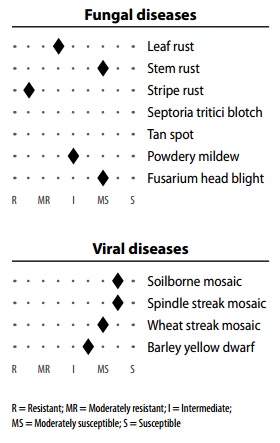 Fungal diseases
Leaf rust
Stem rust
Stripe rust
Septoria tritici blotch
Tan spot
Powdery mildew
Fusarium head blight
R MR I MS S
Viral diseases
Soilborne mosaic
Spindle streak mosaic
Wheat streak mosaic
Barley yellow dwarf
R MR I MS S
R = Resistant; MR = Moderately resistant; I = Intermediate;
MS = Moderately susceptible; S = Susceptible